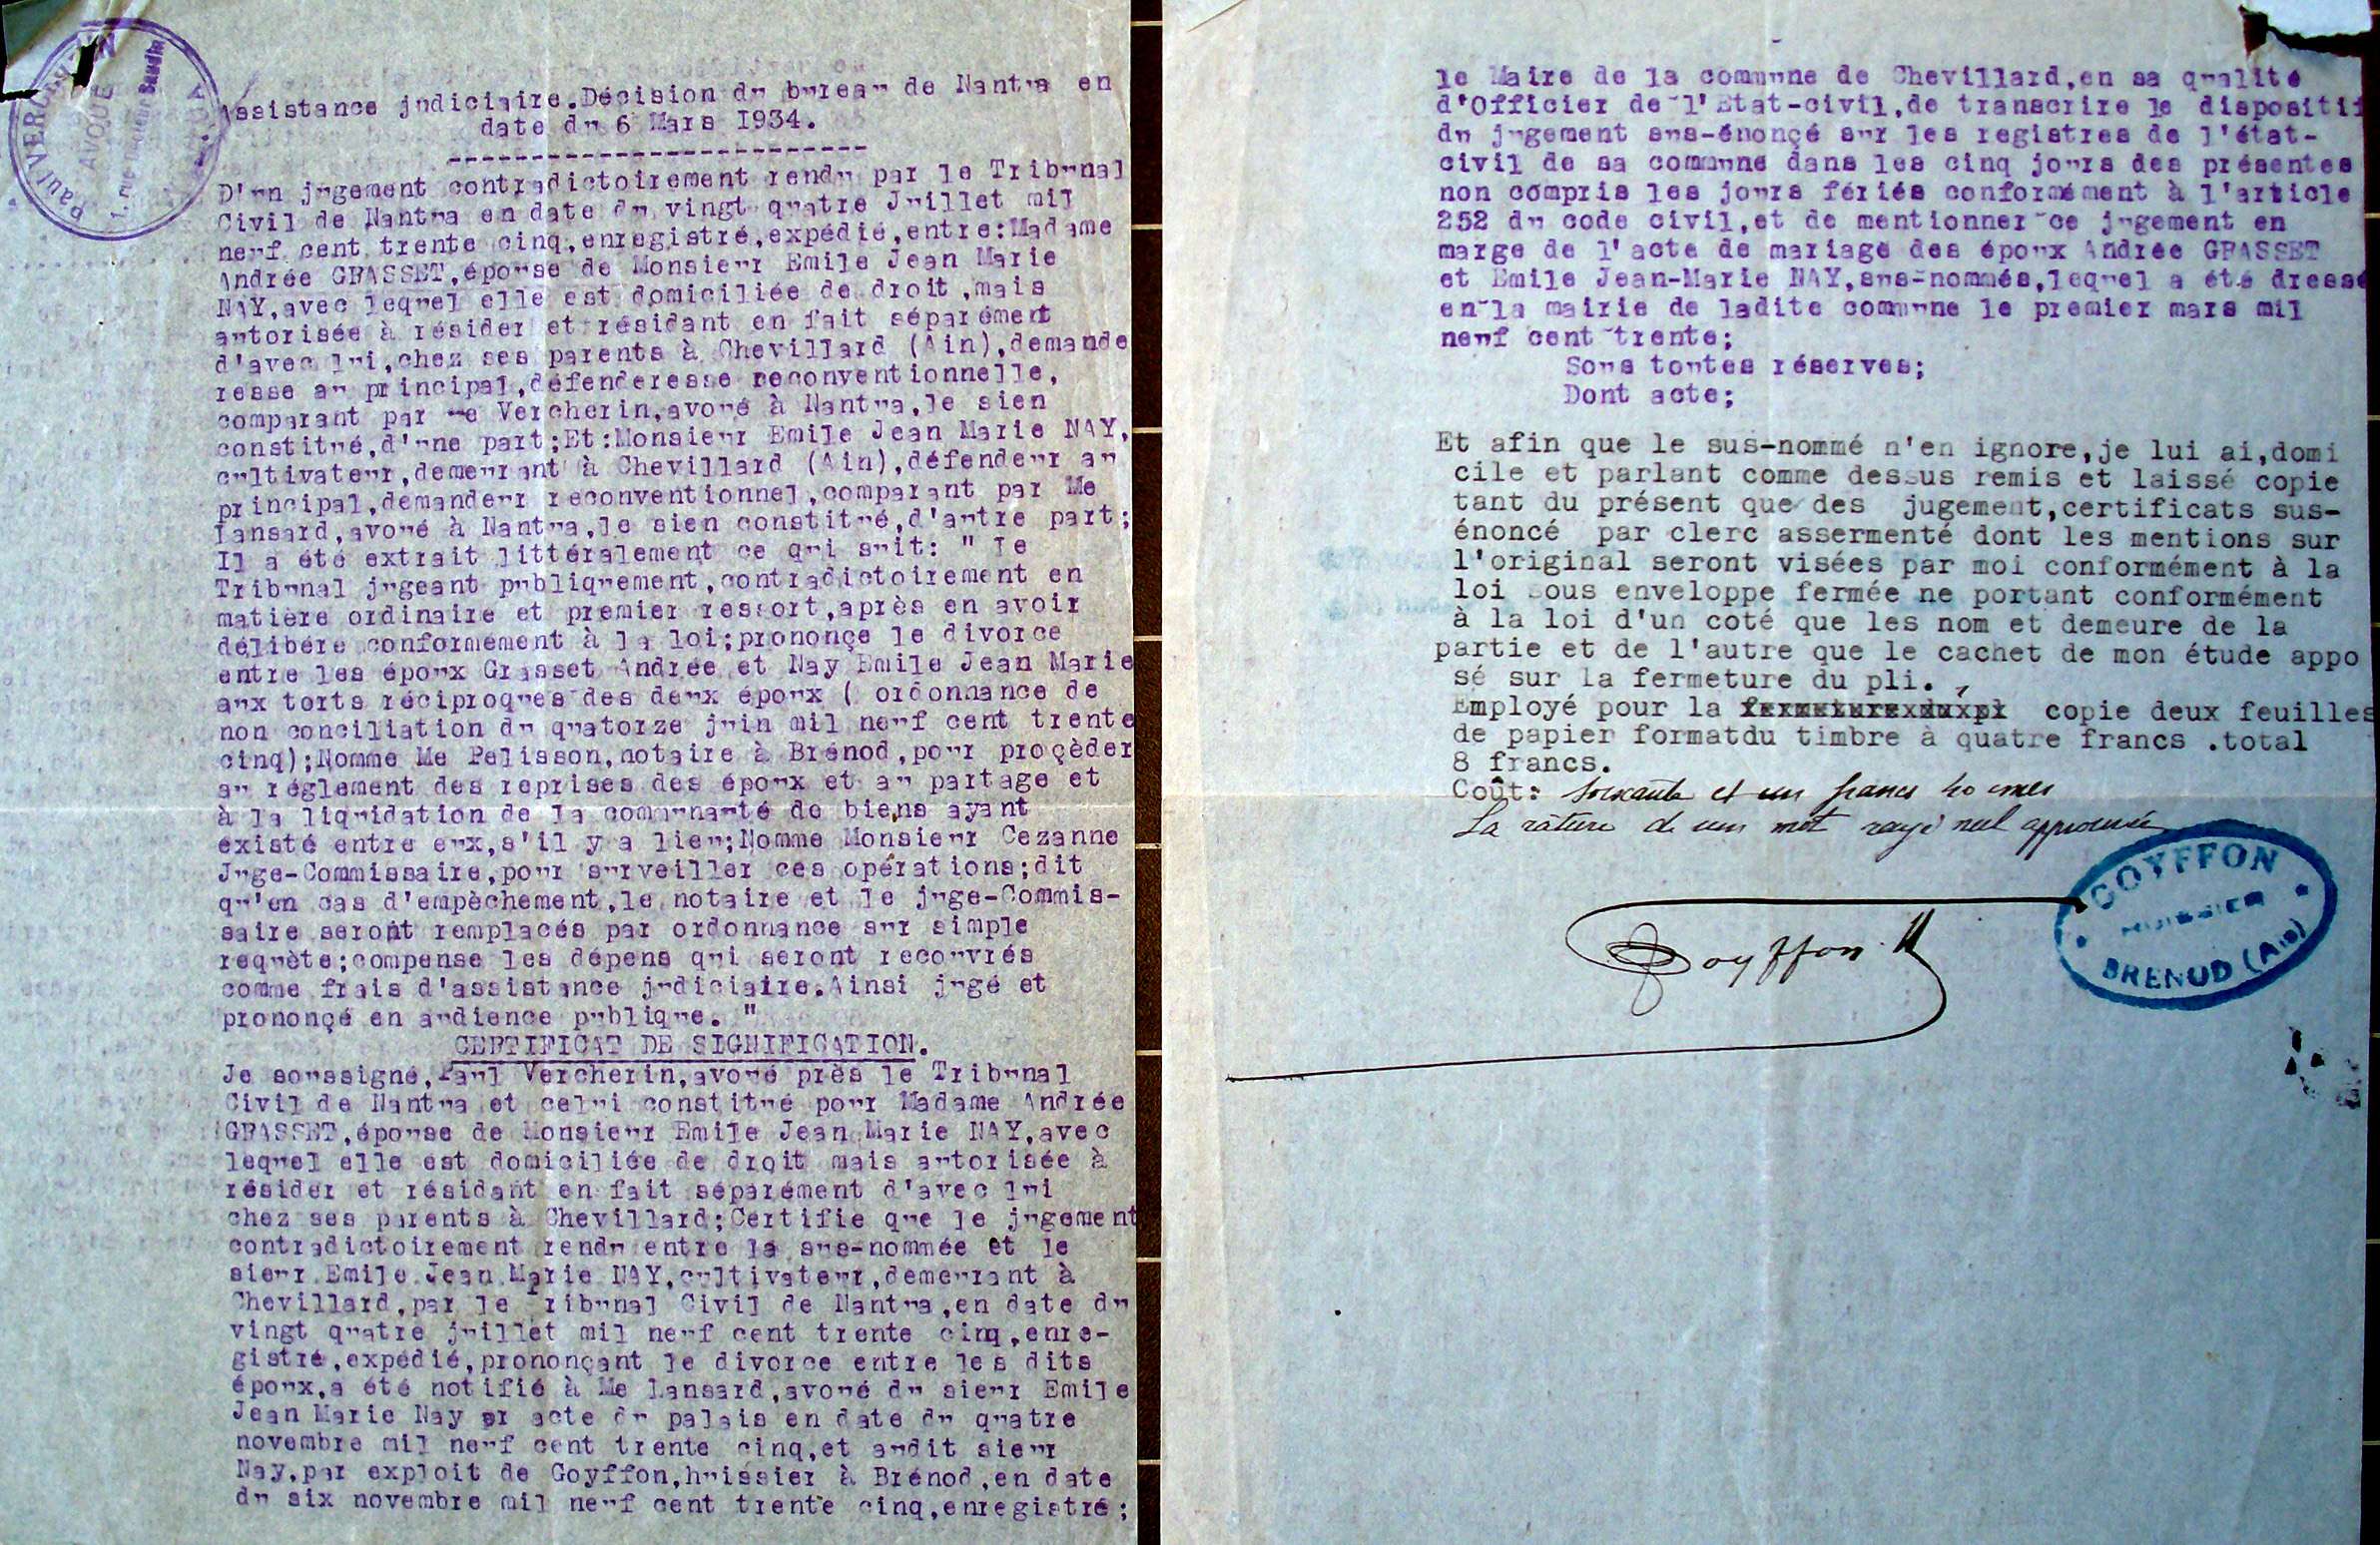 Paul VERCHERIN
AVOUÉ
1, rue Baudin
Assistance judiciaire.Décision du bureau de Nantua en
date du 6 Mars I934.
-------------------------
D'un jugement contradictoirement rendu par le Tribunal
Civil de Nantua en date du vingt quatre Juillet mil
neuf cent trente cinq,enregistré,expédié,entre:Madame
Andrée GRASSET,épouse de Monsieur Emile Jean Marie
NAY,avec lequel elle est domiciliée de droit,mais
autorisée à résider et résidant en fait séparément
d'avec lui,chez ses parents à Chevillard (Ain),demande
resse au principal,défenderesse reconventionnelle,
comparant par Me Vercherin,avoué à Nantua,le sien
constitué,d'une part;Et:Monsieur Emile Jean Marie NAY,
cultivateur,demeurant à Chevillard (Ain),défendeur au
principal,demandeur reconventionnel,comparant par Me
Lansard,avoué à Nantua,le sien constitué,d'autre part;
Il a été extrait littéralement ce qui suit: " Le
Tribunal jugeant publiquement,contradictoirement en
matière ordinaire et premier ressort,après en avoir
délibéré conformément à la loi;prononçe le divorce
entre les époux Grasset Andrée et Nay Emile Jean Marie
aux torts réciproques des deux époux ( ordonnance de
non conciliation du quatorze juin mil neuf cent trente
cinq);Nomme Me Pelisson,notaire à Brénod,pour proçèder
au réglement des reprises des époux et au partage et
à la liquidation de la communauté de biens ayant
existé entre eux,s'il y a lieu;Nomme Monsieur Cezanne
Juge-Commissaire,pour surveiller ces opérations;dit
qu'en cas d'empèchement,le notaire et le juge-Commis-
saire seront remplacés par ordonnance sur simple
requète;compense les dépens qui seront recouvrés
comme frais d'assistance judiciaire.Ainsi jugé et
prononçé en audience publique. "
CERTIFICAT DE SIGNIFICATION.
Je soussigné,Paul Vercherin,avoué près le Tribunal
Civil de Nantua et celui constitué pour Madame Andrée
GRASSET,épouse de Monsieur Emile Jean Marie NAY,avec
lequel elle est domiciliée de droit mais autorisée à
résider et résidant en fait séparément d'avec lui
chez ses parents à Chevillard;Certifie que le jugement
contradictoirement rendu entre la sus-nommée et le
sieur Emile Jean Marie NAY,cultivateur,demeurant à
Chevillard,par le Tribunal Civil de Nantua,en date du
vingt quatre juillet mil neuf cent trente cinq,enre-
gistré,expédié,prononçant le divorce entre les dits
époux,a été notifié à Me Lansard,avoué du sieur Emile
Jean Marie Nay pr acte du palais en date du quatre
novembre mil neuf cent trente cinq,et audit sieur
Nay,par exploit de Goyffon,huissier à Brénod,en date
du six novembre mil neuf cent trente cinq,enregistré;
le Maire de la commune de Chevillard,en sa qualité
d'Officier de l'Etat-civil,de transcrire le dispositif
du jugement sus-énonçé sur les registres de l'état-
civil de sa commune dans les cinq jours des présentes
non compris les jours fériés conformément à l'article
252 du code civil,et de mentionner ce jugement en
marge de l'acte de mariage des époux Andrée GRASSET
et Emile Jean-Marie NAY,sus-nommés,lequel a été dressé
en la mairie de ladite commune le premier mars mil
neuf cent trente;
Sous toutes réserves;
Dont acte;
Et afin que le sus-nommé n'en ignore,je lui ai,domi
cile et parlant comme dessus remis et laissé copie
tant du présent que des jugement,certificats sus-
énoncé par clerc assermenté dont les mentions sur
l'original seront visées par moi conformément à la
loi sous enveloppe fermée ne portant conformément
à la loi d'un coté que les nom et demeure de la
partie et de l'autre que le cachet de mon étude appo
sé sur la fermeture du pli.
Employé pour la fermeture du pl copie deux feuilles
de papier formatdu timbre à quatre francs .total
8 francs.
Coût: soixante et un francs 40 cmes
La rature de un mot rayé nul approuvée
Goyffon
GOYFFON
HUISSIER
BRENOD (Ain)